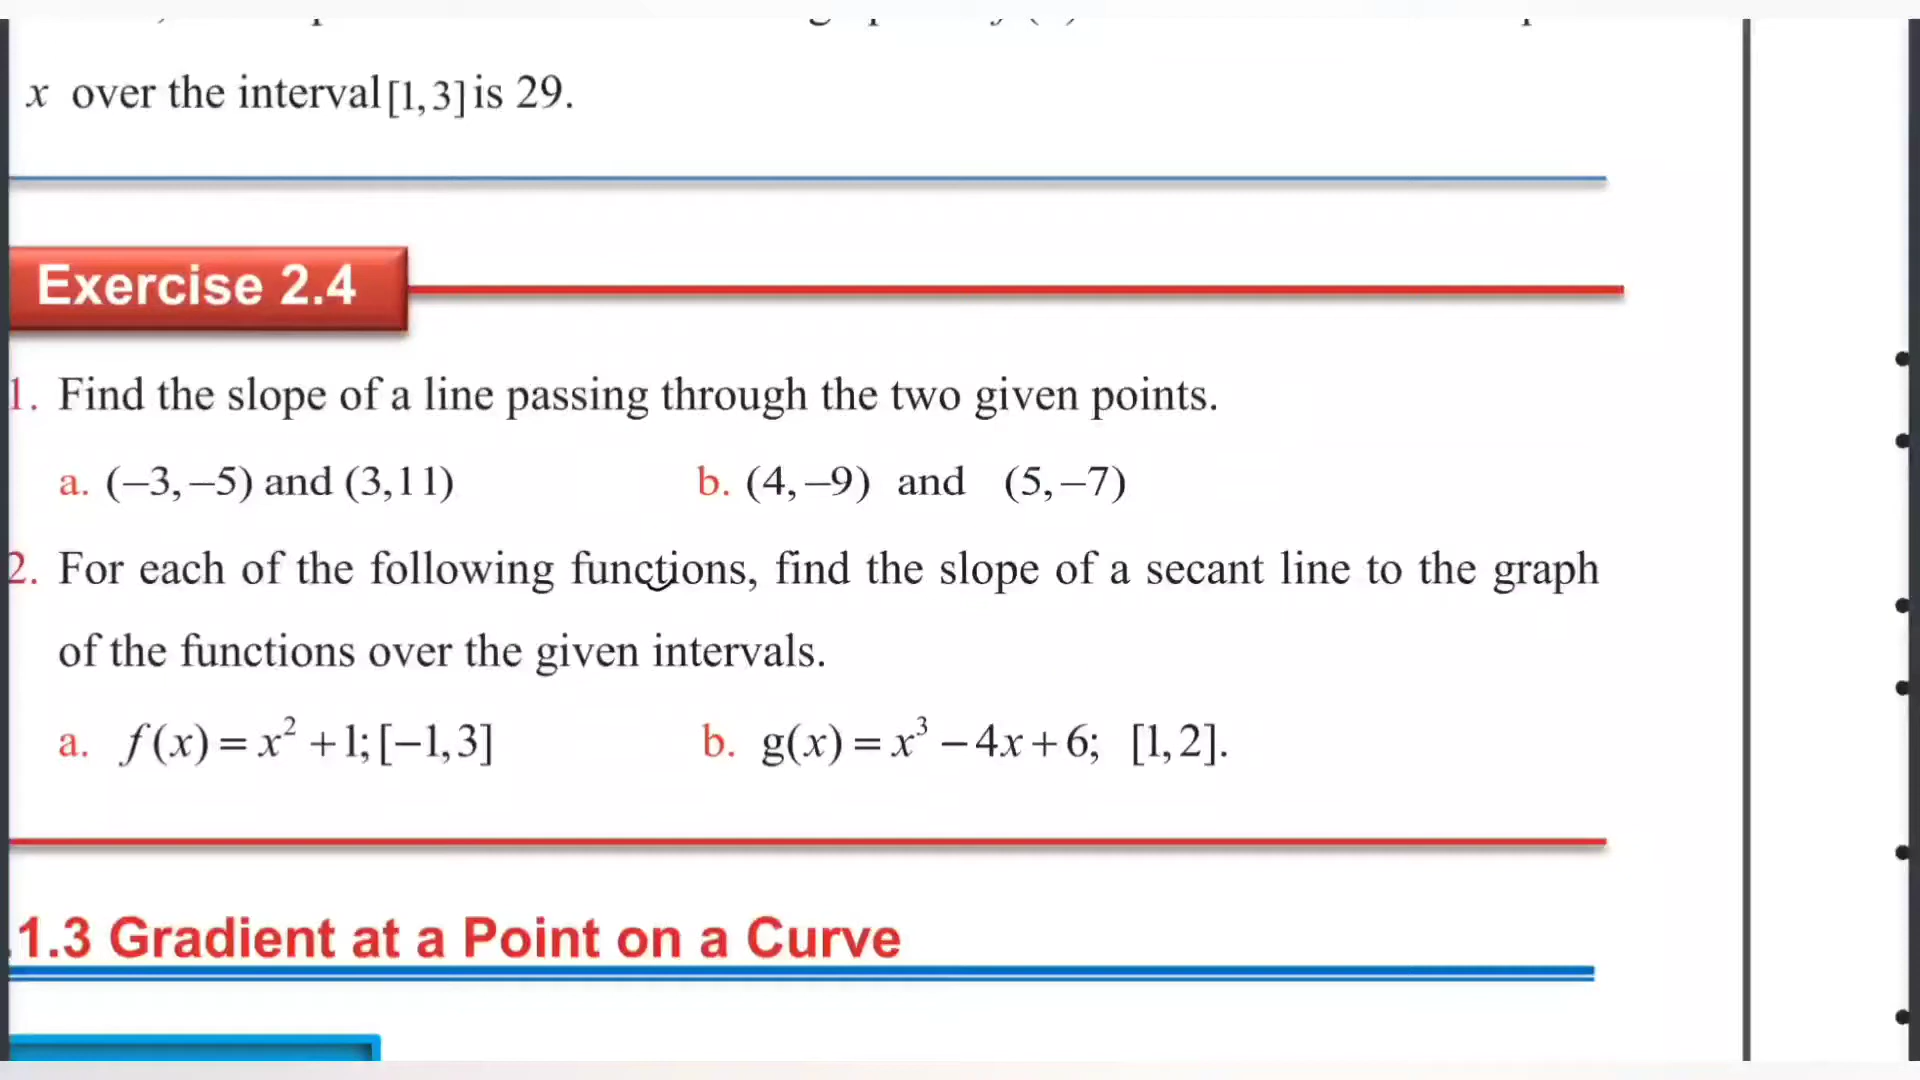 x over the interval [1,3] is 29.
Exercise 2.4
1. Find the slope of a line passing through the two given points.
a. (−3,−5) and (3,11) b. (4,−9) and (5,−7)
2. For each of the following functions, find the slope of a secant line to the graph
of the functions over the given intervals.
a. f(x) = x² + 1; [−1,3] b. g(x) = x³ − 4x + 6; [1,2].
.1.3 Gradient at a Point on a Curve